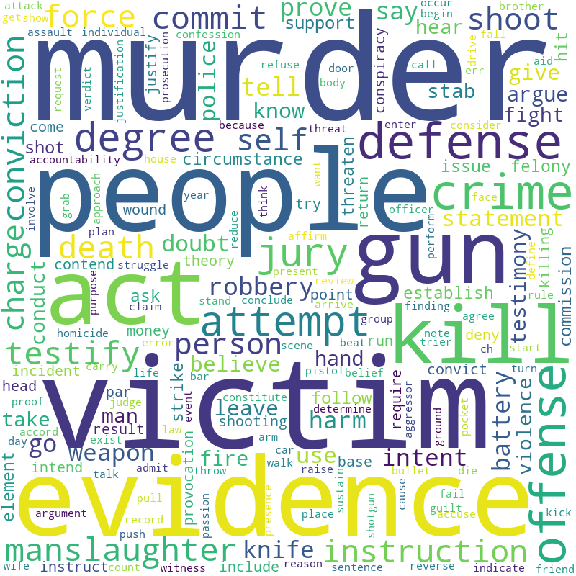 attack
get show
assault individual
confession
occur
begin
brother
force
commit
prove
support
say
hear
shoot
hit
murder
request
verdict
justification
prosecution
justify
police
refuse
body
door
call
conspiracy
stab
drive
err
fall
aid
give
argue
fight
tell
know
come
shot
degree
self
because
threat
enter
consider
defense
accountability
circumstance
house
year
think
want
officer
face
issue
felony
chargeconviction
involve
grab
approach
wound
try
threaten
return
perform
crime
statement
people
plan
death
doubt
reduce
affirm
contend
struggle
theory
jury
present
review
define
gun
testimony
commission
conduct
purpose
ask
stand
conclude
arrive
establish
rule
killing
act
robbery
point
claim
homicide
money
beat
group
finding
agree
deny
run
note
trier
ch
start
attempt
kill
testify
error
scene
carry
person
incident
life
bar
believe
hand
pistol
belief
convict
turn
head
proof
judge
event
par
man
result
strike
constitute
follow
determine
require
aggressor
pocket
battery
violence
offense
take
accord
law
leave
shooting
harm
ground
victim
go
day
exist
weapon
fire
arm
car
walk
use
base
intent
element
intend
talk
admit
provocation
throw
raise
bullet
die
evidence
pull
passion
presence
sustain
place
shotgun
cause
fail
guilt
accuse
kick
argument
push
record
manslaughter
knife
instruction
wife
instruct
count
witness
include
reason
sentence
reverse
indicate
friend